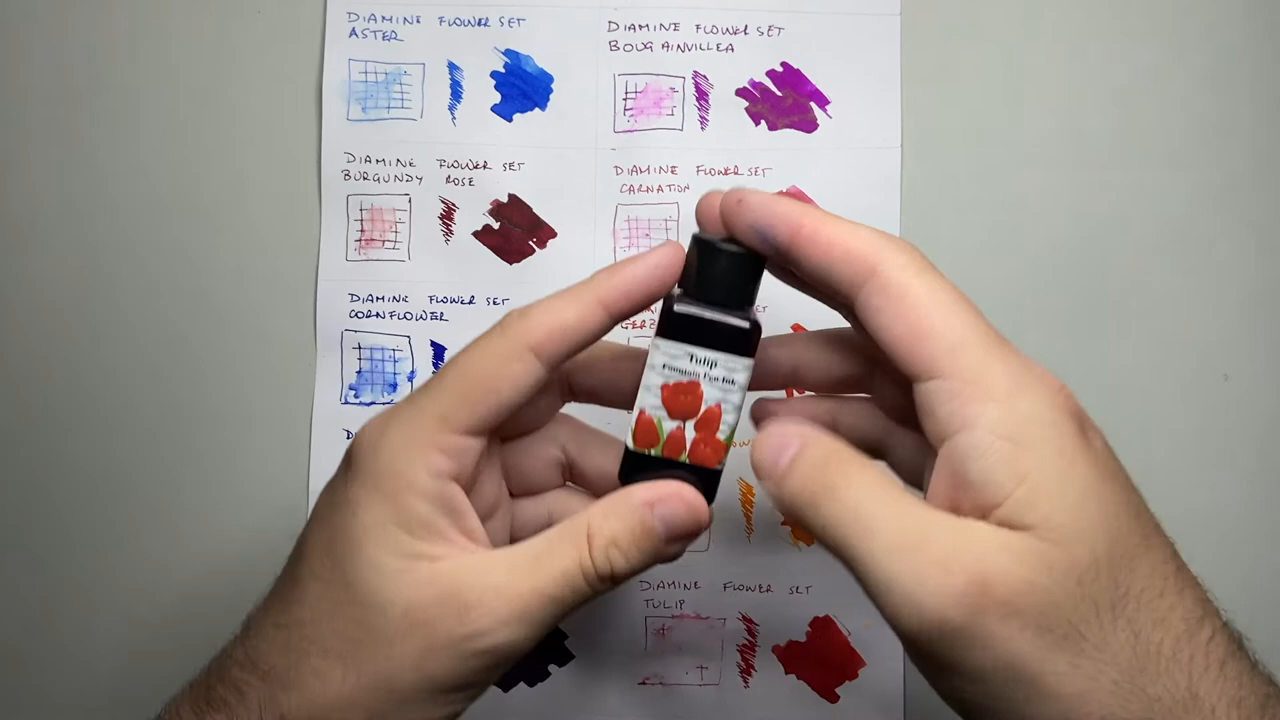 DIAMINE FLOWER SET
ASTER
DIAMINE FLOWER SET
BOUGAINVILLEA
DIAMINE FLOWER SET
BURGUNDY ROSE
DIAMINE FLOWER SET
CARNATION
DIAMINE FLOWER SET
CORNFLOWER
Tulip
Fountain Pen Ink
DIAMINE FLOWER SET
TULIP